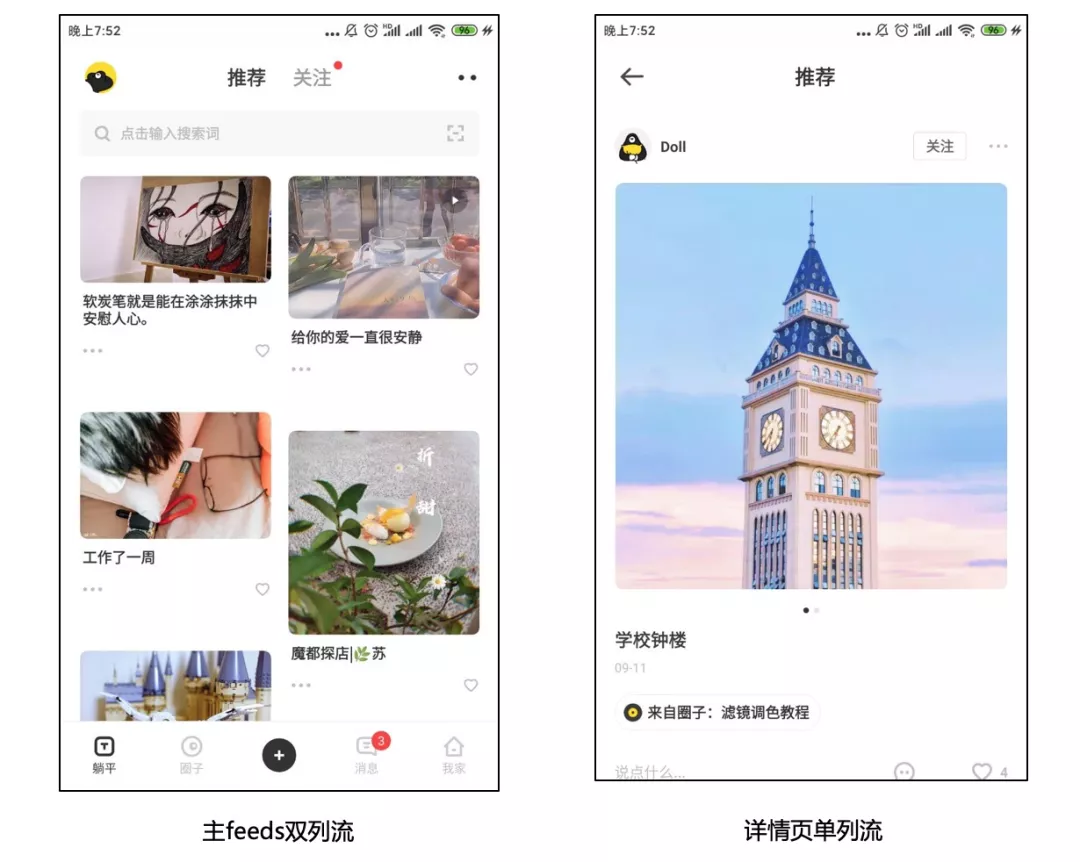 晚上7:52
HD
96
推荐
关注
点击输入搜索词
软炭笔就是能在涂涂抹抹中
安慰人心。
给你的爱一直很安静
工作了一周
折
甜
魔都探店|🌿苏
躺平
圈子
+
3
消息
我家
主feeds双列流
晚上7:52
HD
96
推荐
Doll
关注
学校钟楼
09-11
来自圈子：滤镜调色教程
说点什么...
4
详情页单列流